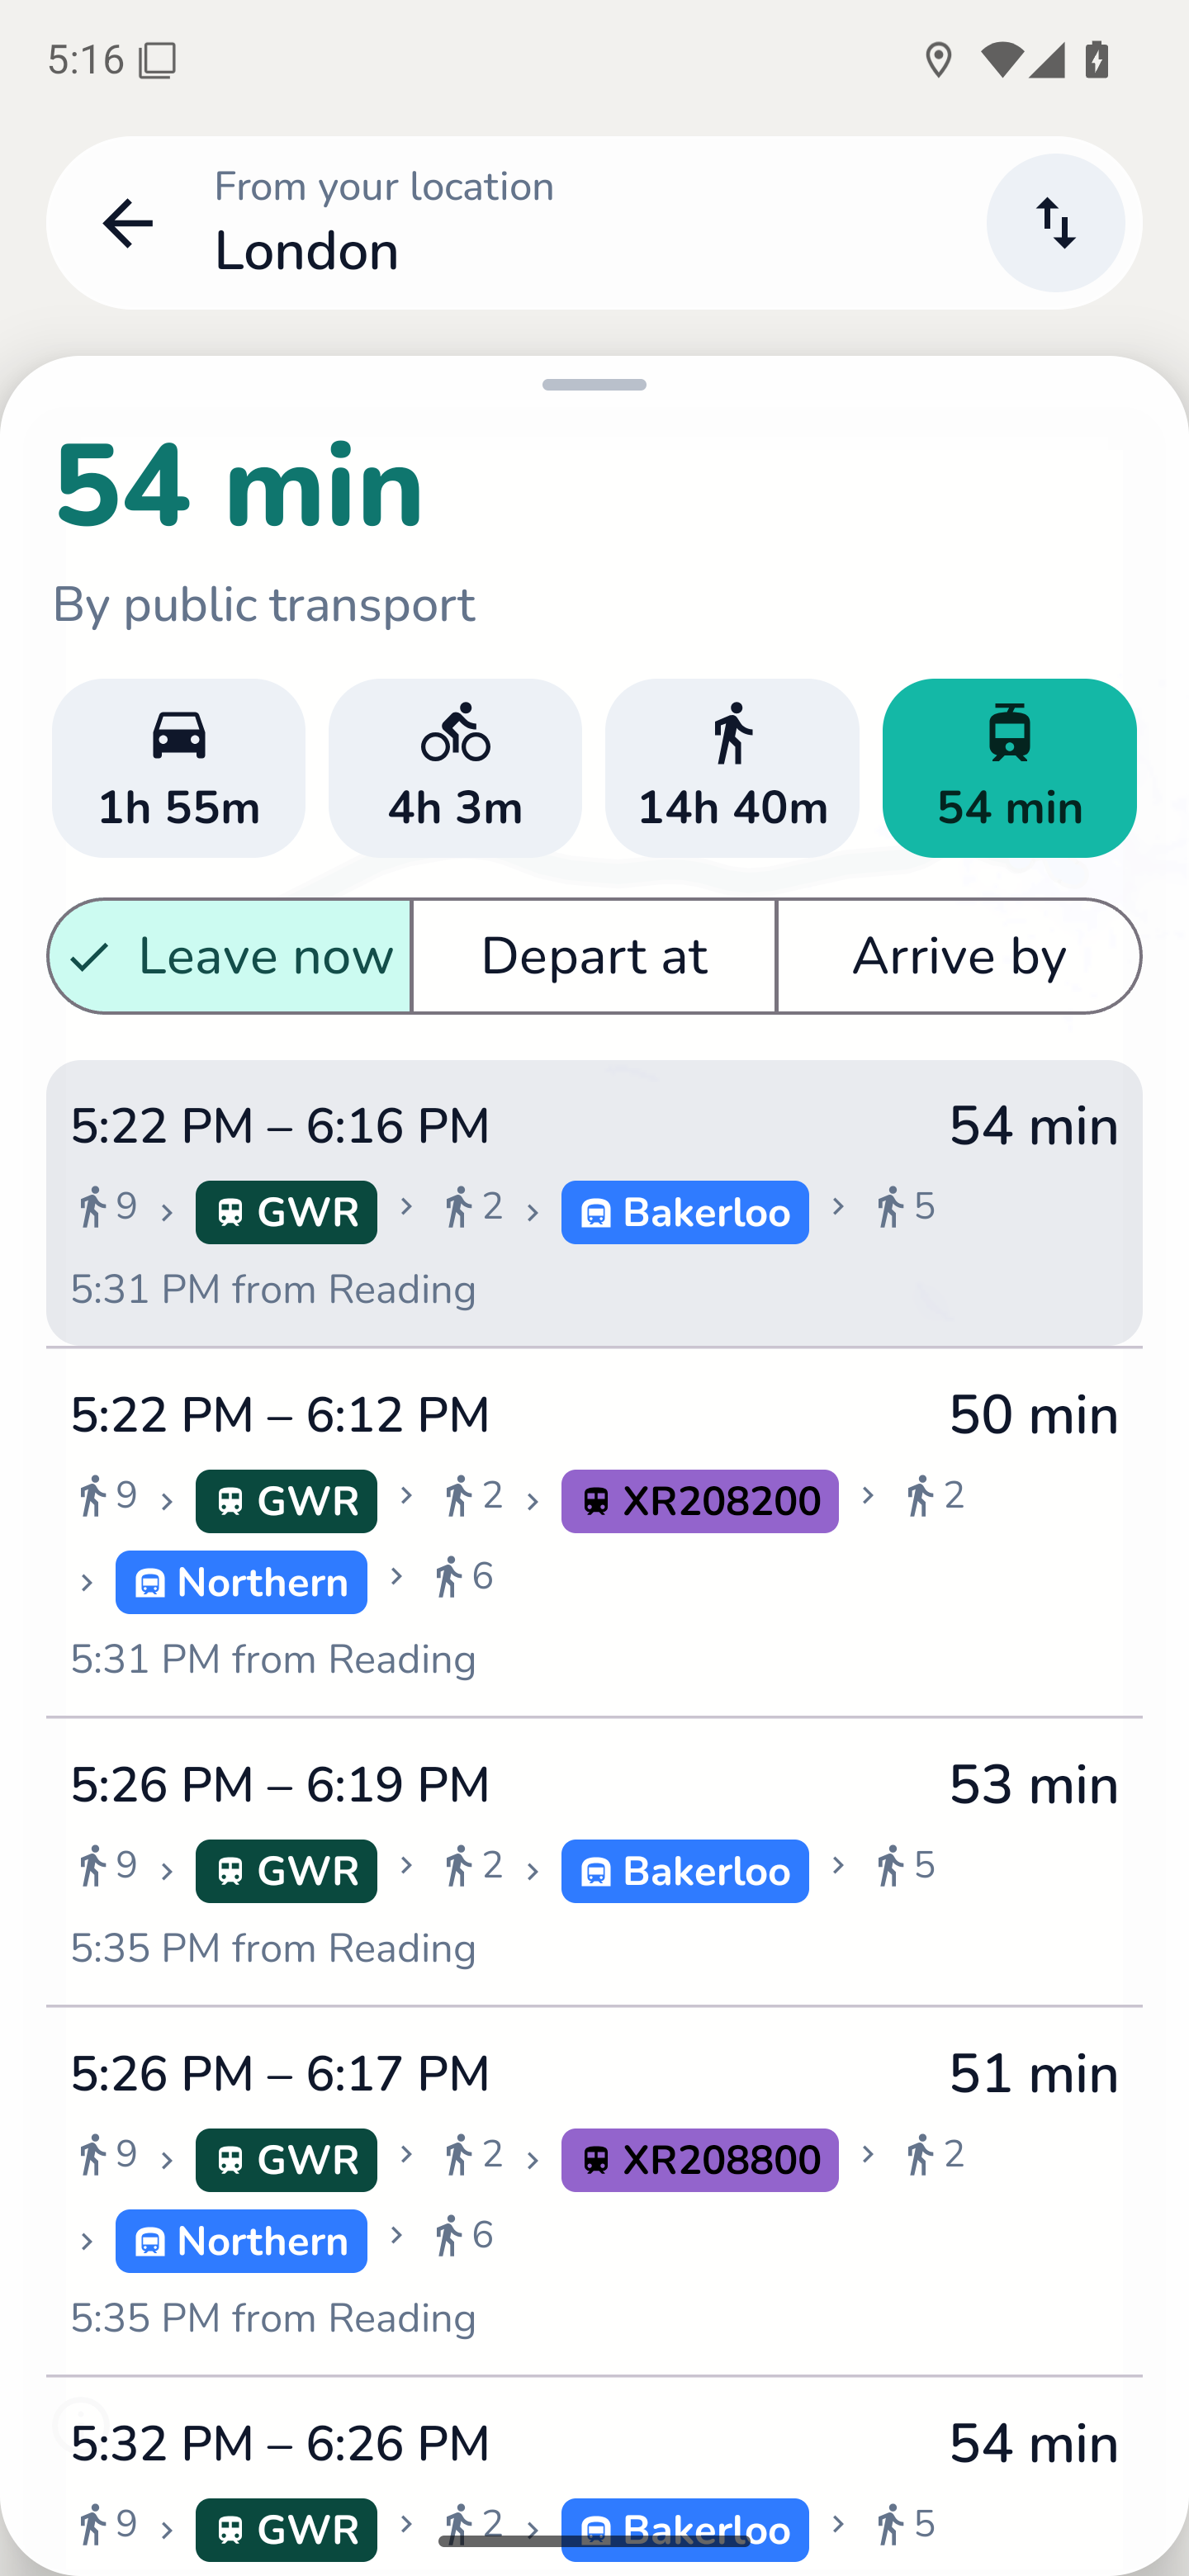 5:16
From your location
London
54 min
By public transport
1h 55m 4h 3m 14h 40m 54 min
Leave now Depart at Arrive by
5:22 PM – 6:16 PM 54 min
9 > GWR > 2 > Bakerloo > 5
5:31 PM from Reading
5:22 PM – 6:12 PM 50 min
9 > GWR > 2 > XR208200 > 2
> Northern > 6
5:31 PM from Reading
5:26 PM – 6:19 PM 53 min
9 > GWR > 2 > Bakerloo > 5
5:35 PM from Reading
5:26 PM – 6:17 PM 51 min
9 > GWR > 2 > XR208800 > 2
> Northern > 6
5:35 PM from Reading
5:32 PM – 6:26 PM 54 min
9 > GWR > 2 > Bakerloo > 5